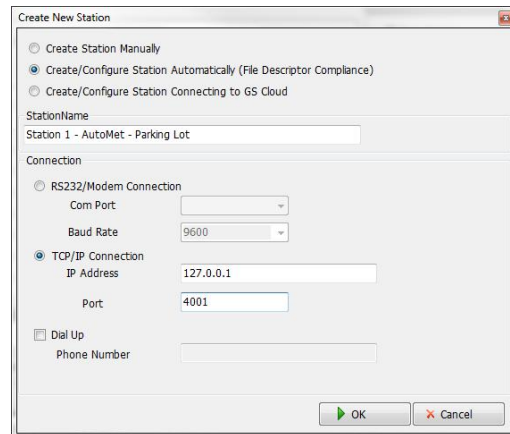 Create New Station
Create Station Manually
Create/Configure Station Automatically (File Descriptor Compliance)
Create/Configure Station Connecting to GS Cloud
StationName
Station 1 - AutoMet - Parking Lot
Connection
RS232/Modem Connection
Com Port
Baud Rate 9600
TCP/IP Connection
IP Address 127.0.0.1
Port 4001
Dial Up
Phone Number
OK Cancel